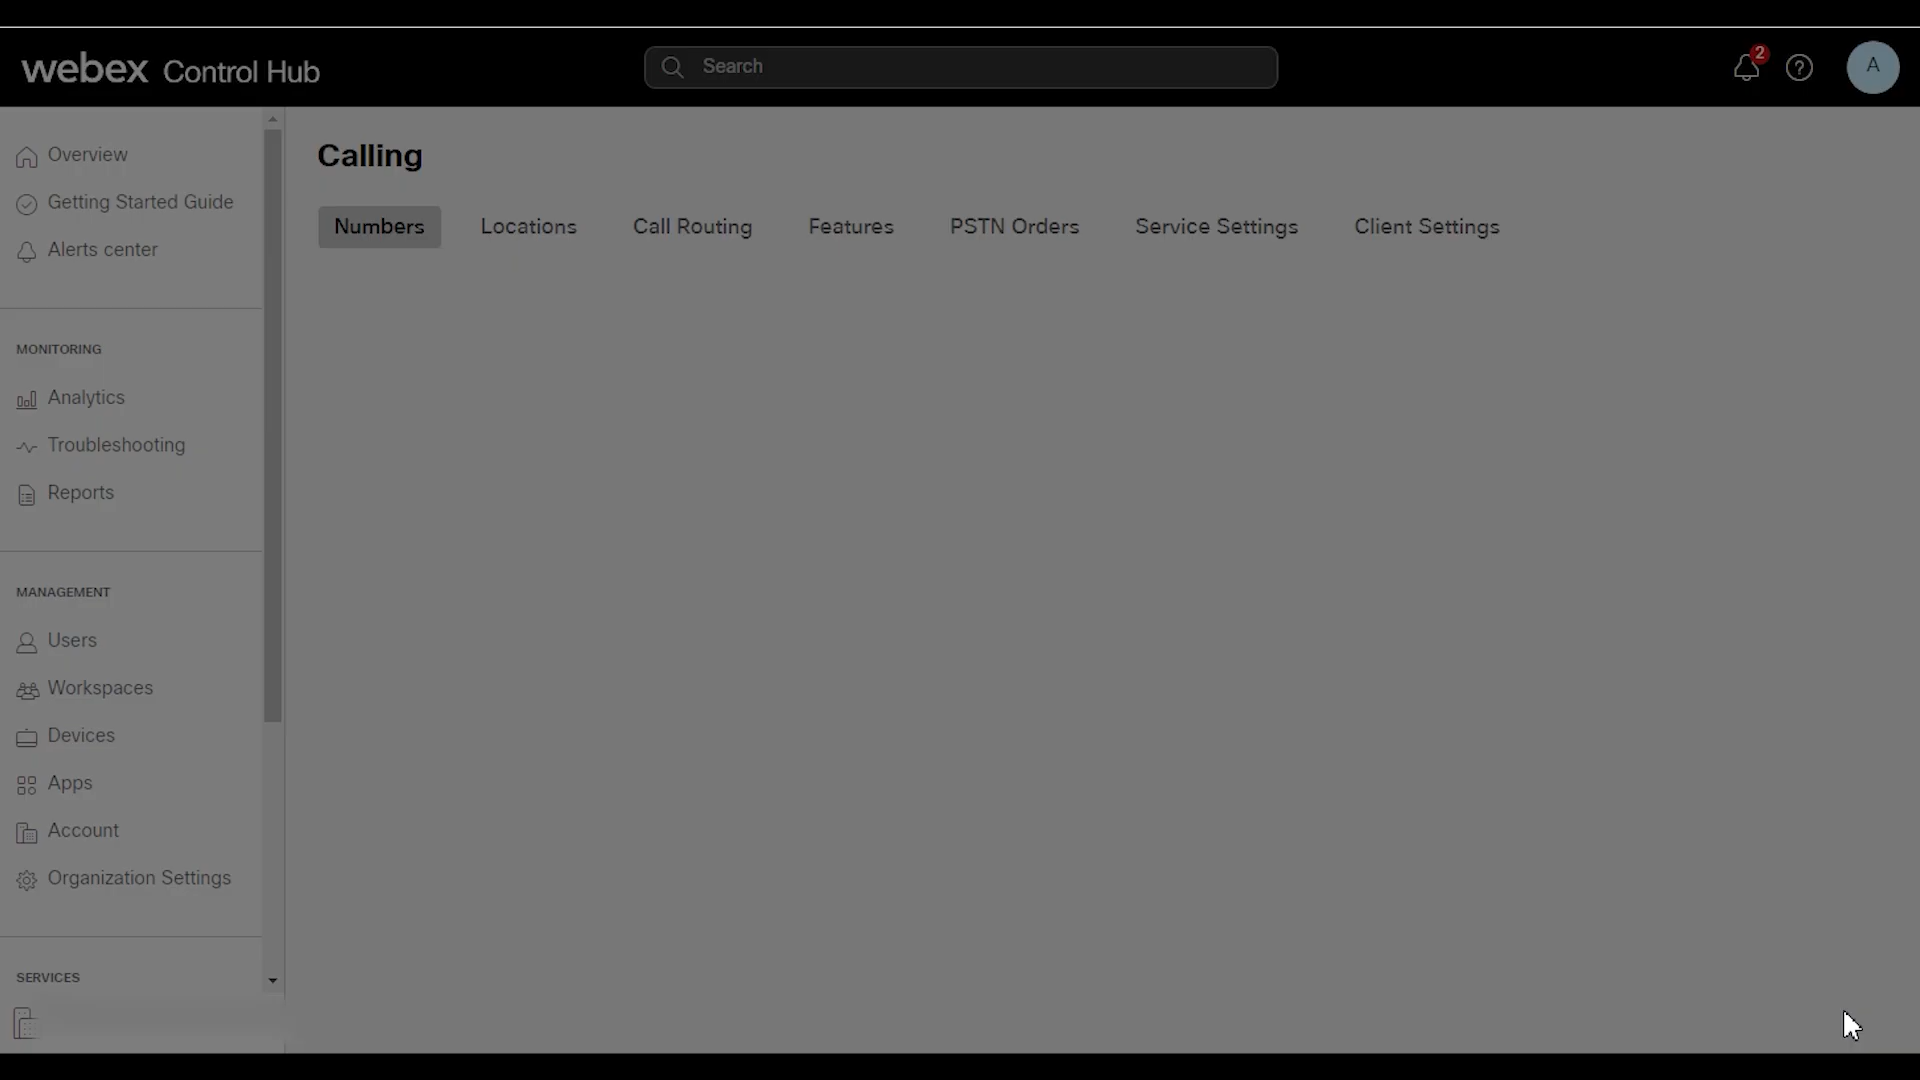 webex Control Hub
Search
2
A
Overview
Getting Started Guide
Alerts center
MONITORING
Analytics
Troubleshooting
Reports
MANAGEMENT
Users
Workspaces
Devices
Apps
Account
Organization Settings
SERVICES
Calling
Numbers Locations Call Routing Features PSTN Orders Service Settings Client Settings